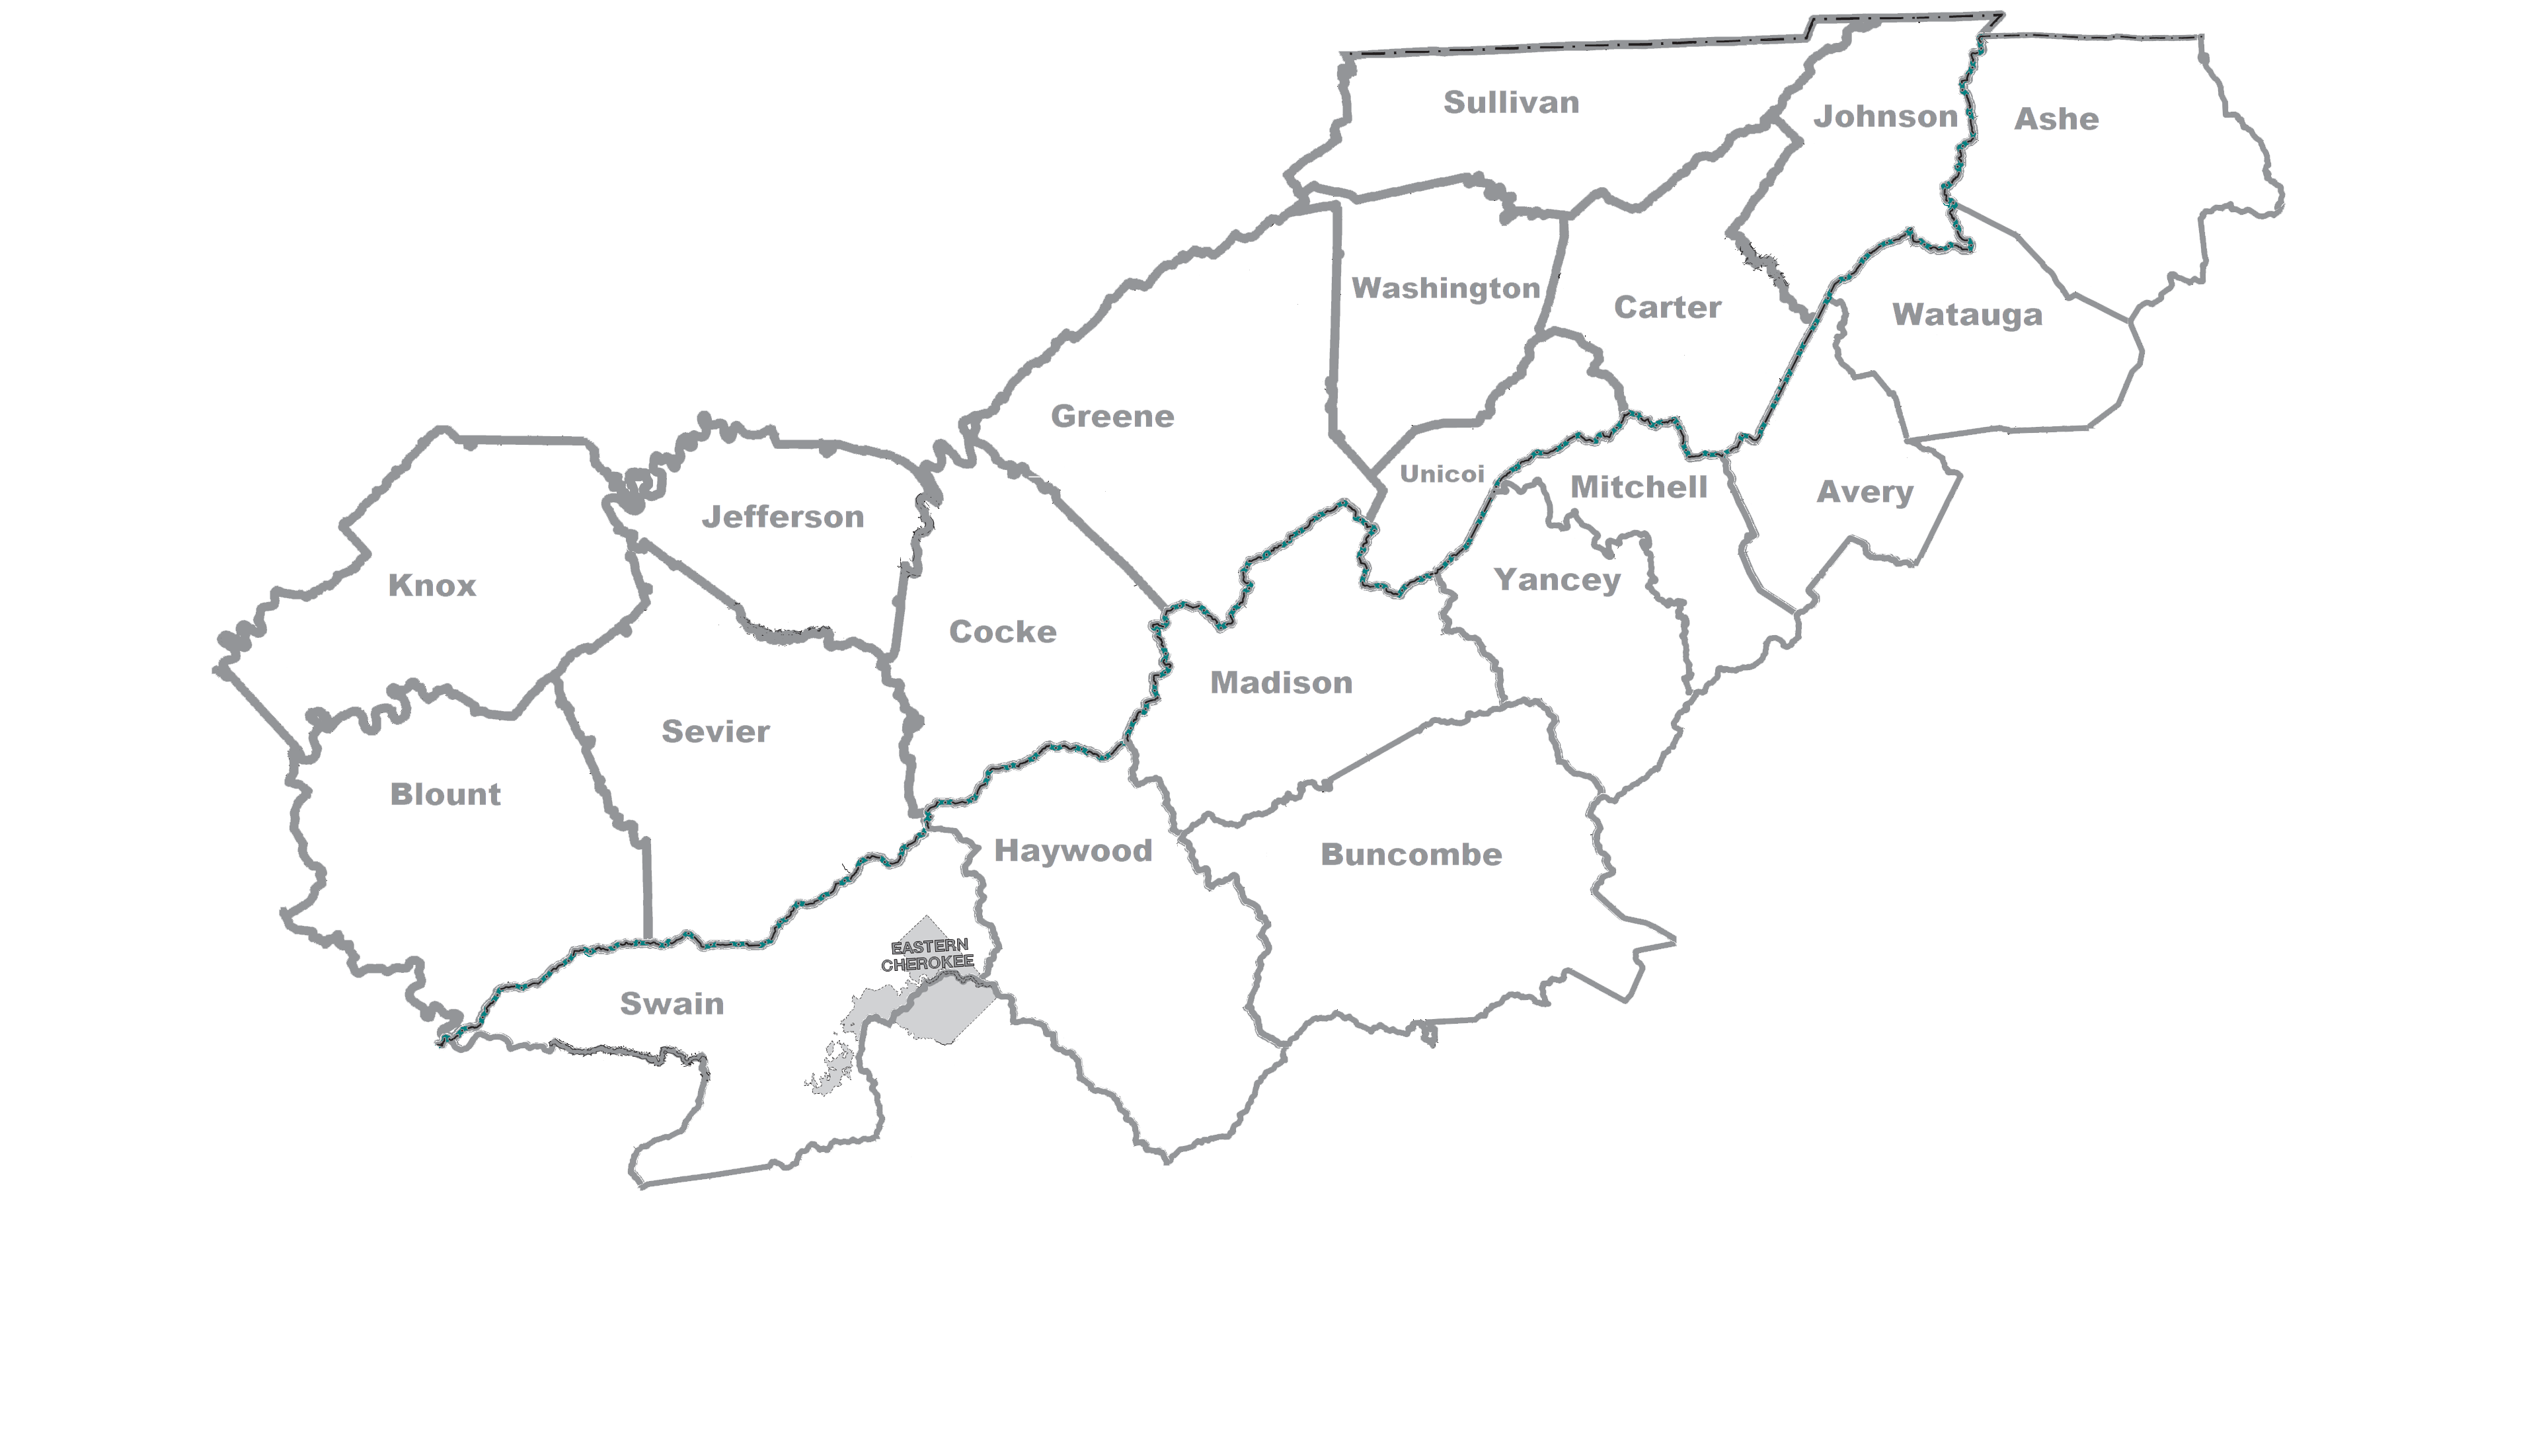 Sullivan
Johnson
Ashe
Washington
Carter
Watauga
Greene
Unicoi
Mitchell
Avery
Jefferson
Knox
Yancey
Cocke
Madison
Sevier
Blount
Haywood
Buncombe
EASTERN
CHEROKEE
Swain